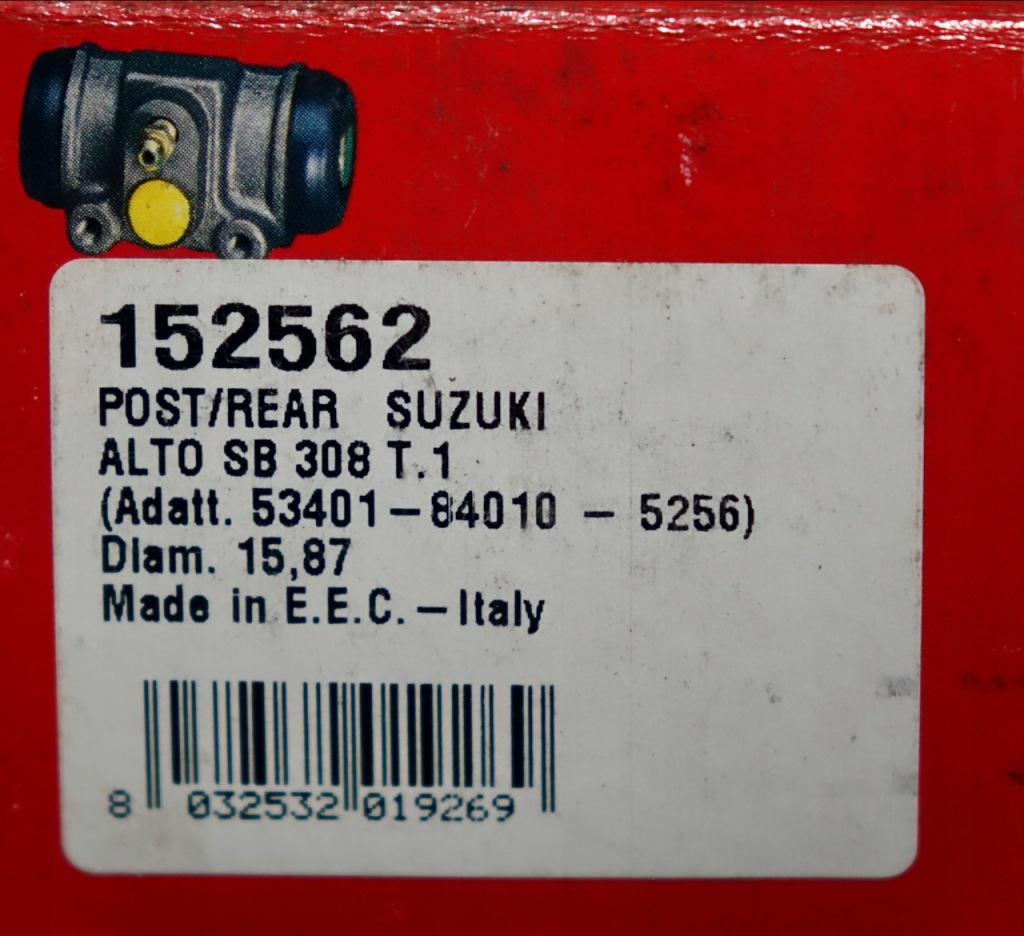 152562
POST/REAR SUZUKI
ALTO SB 308 T.1
(Adatt. 53401-84010 - 5256)
Diam. 15,87
Made in E.E.C. - Italy
8 032532 019269